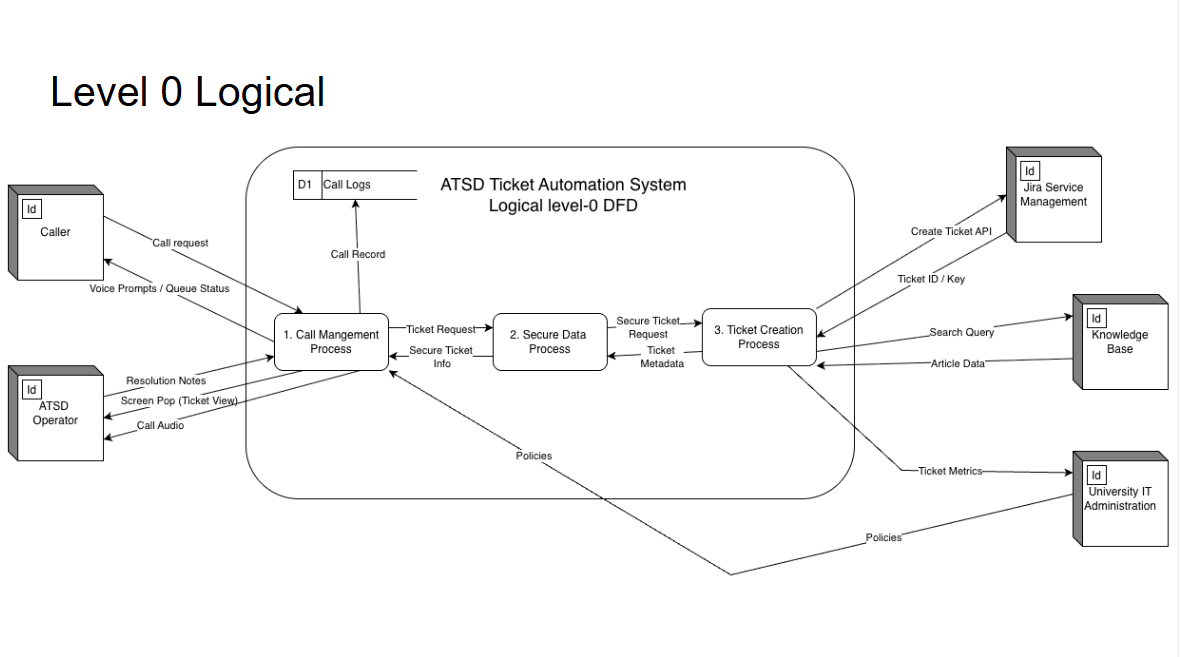 Level 0 Logical
D1 Call Logs
ATSD Ticket Automation System
Logical level-0 DFD
Id
Caller
Call request
Voice Prompts / Queue Status
Call Record
Id
Jira Service
Management
Create Ticket API
Ticket ID / Key
1. Call Mangement
Process
Ticket Request
Secure Ticket
Info
2. Secure Data
Process
Secure Ticket
Request
Ticket
Metadata
3. Ticket Creation
Process
Search Query
Article Data
Id
Knowledge
Base
Id
ATSD
Operator
Resolution Notes
Screen Pop (Ticket View)
Call Audio
Policies
Ticket Metrics
Id
University IT
Administration
Policies